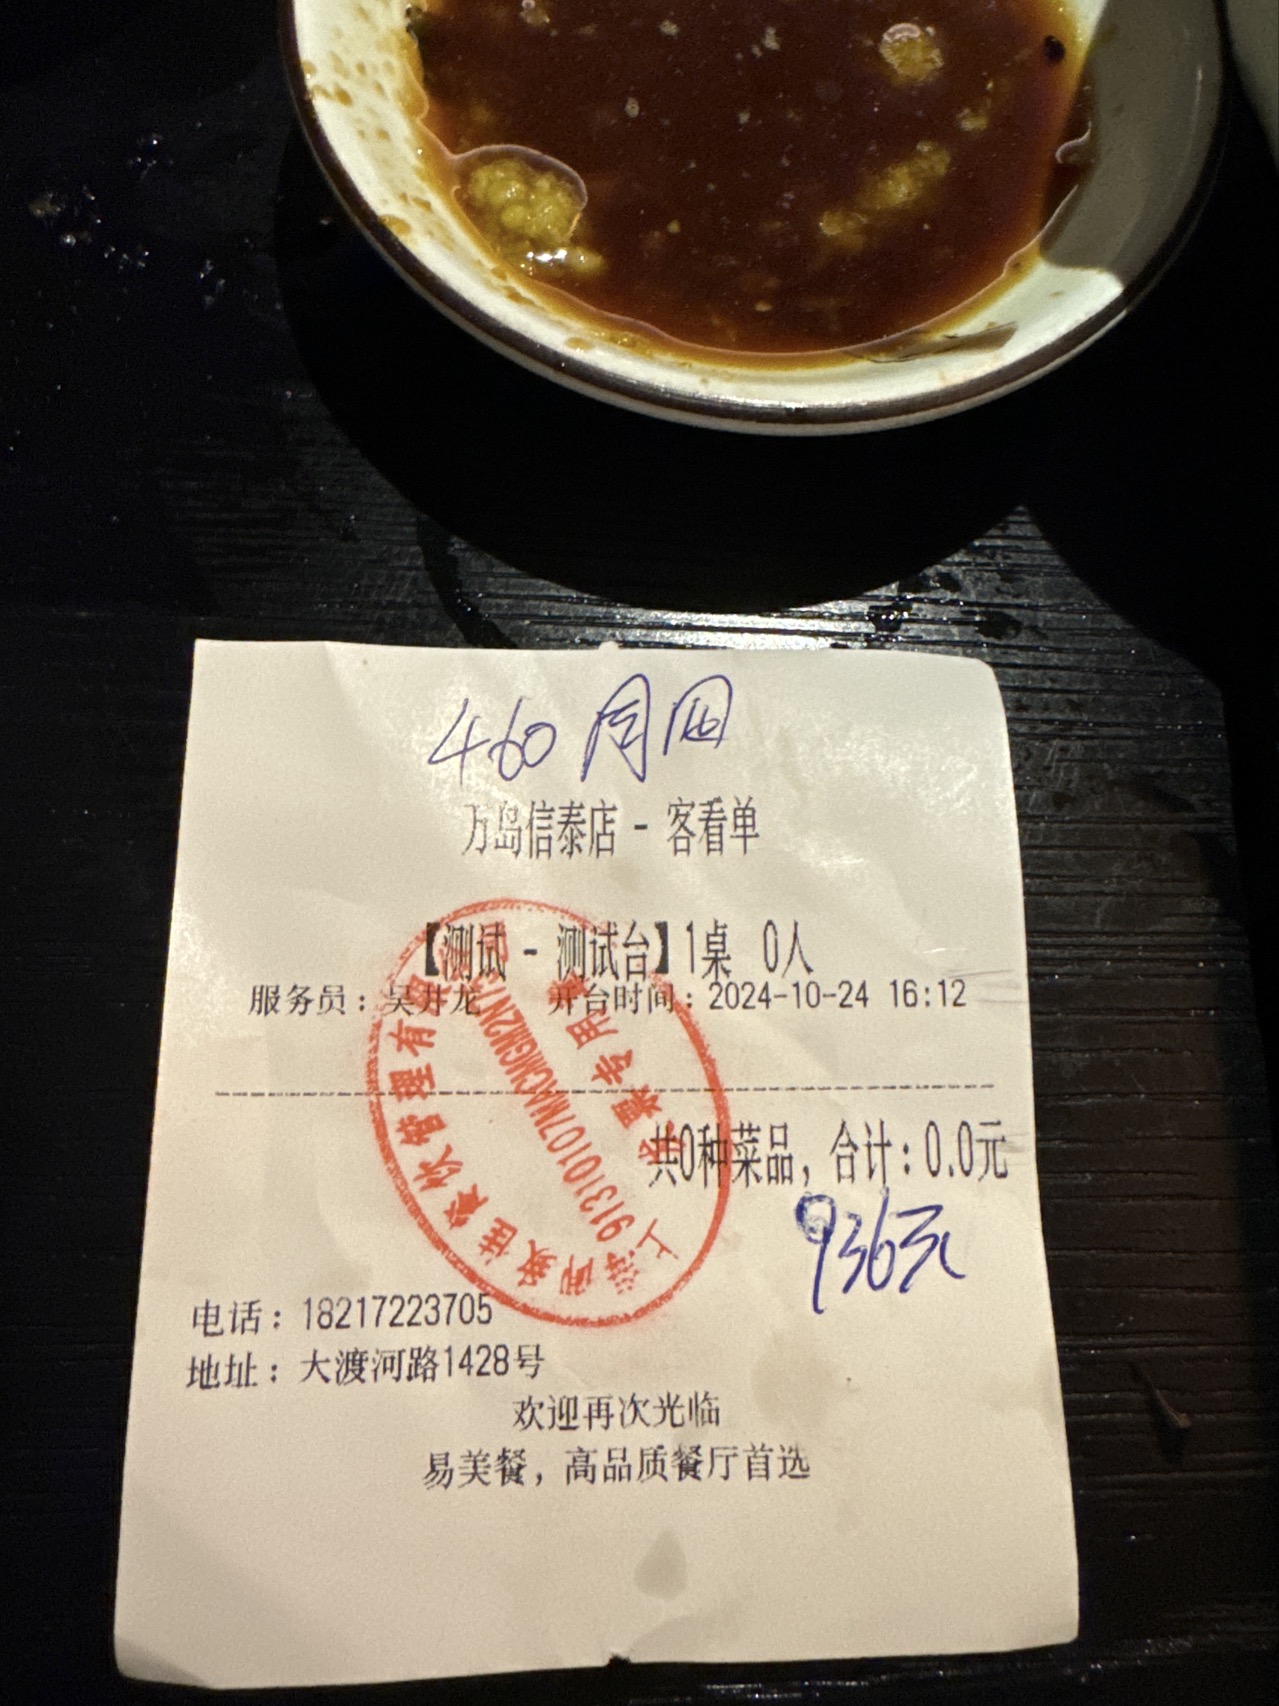 460 周四
万岛信泰店 - 客看单
【测试 - 测试台】1桌 0人
服务员：吴井龙 开台时间：2024-10-24 16:12
共0种菜品，合计：0.0元
936元
电话：18217223705
地址：大渡河路1428号
欢迎再次光临
易美餐，高品质餐厅首选